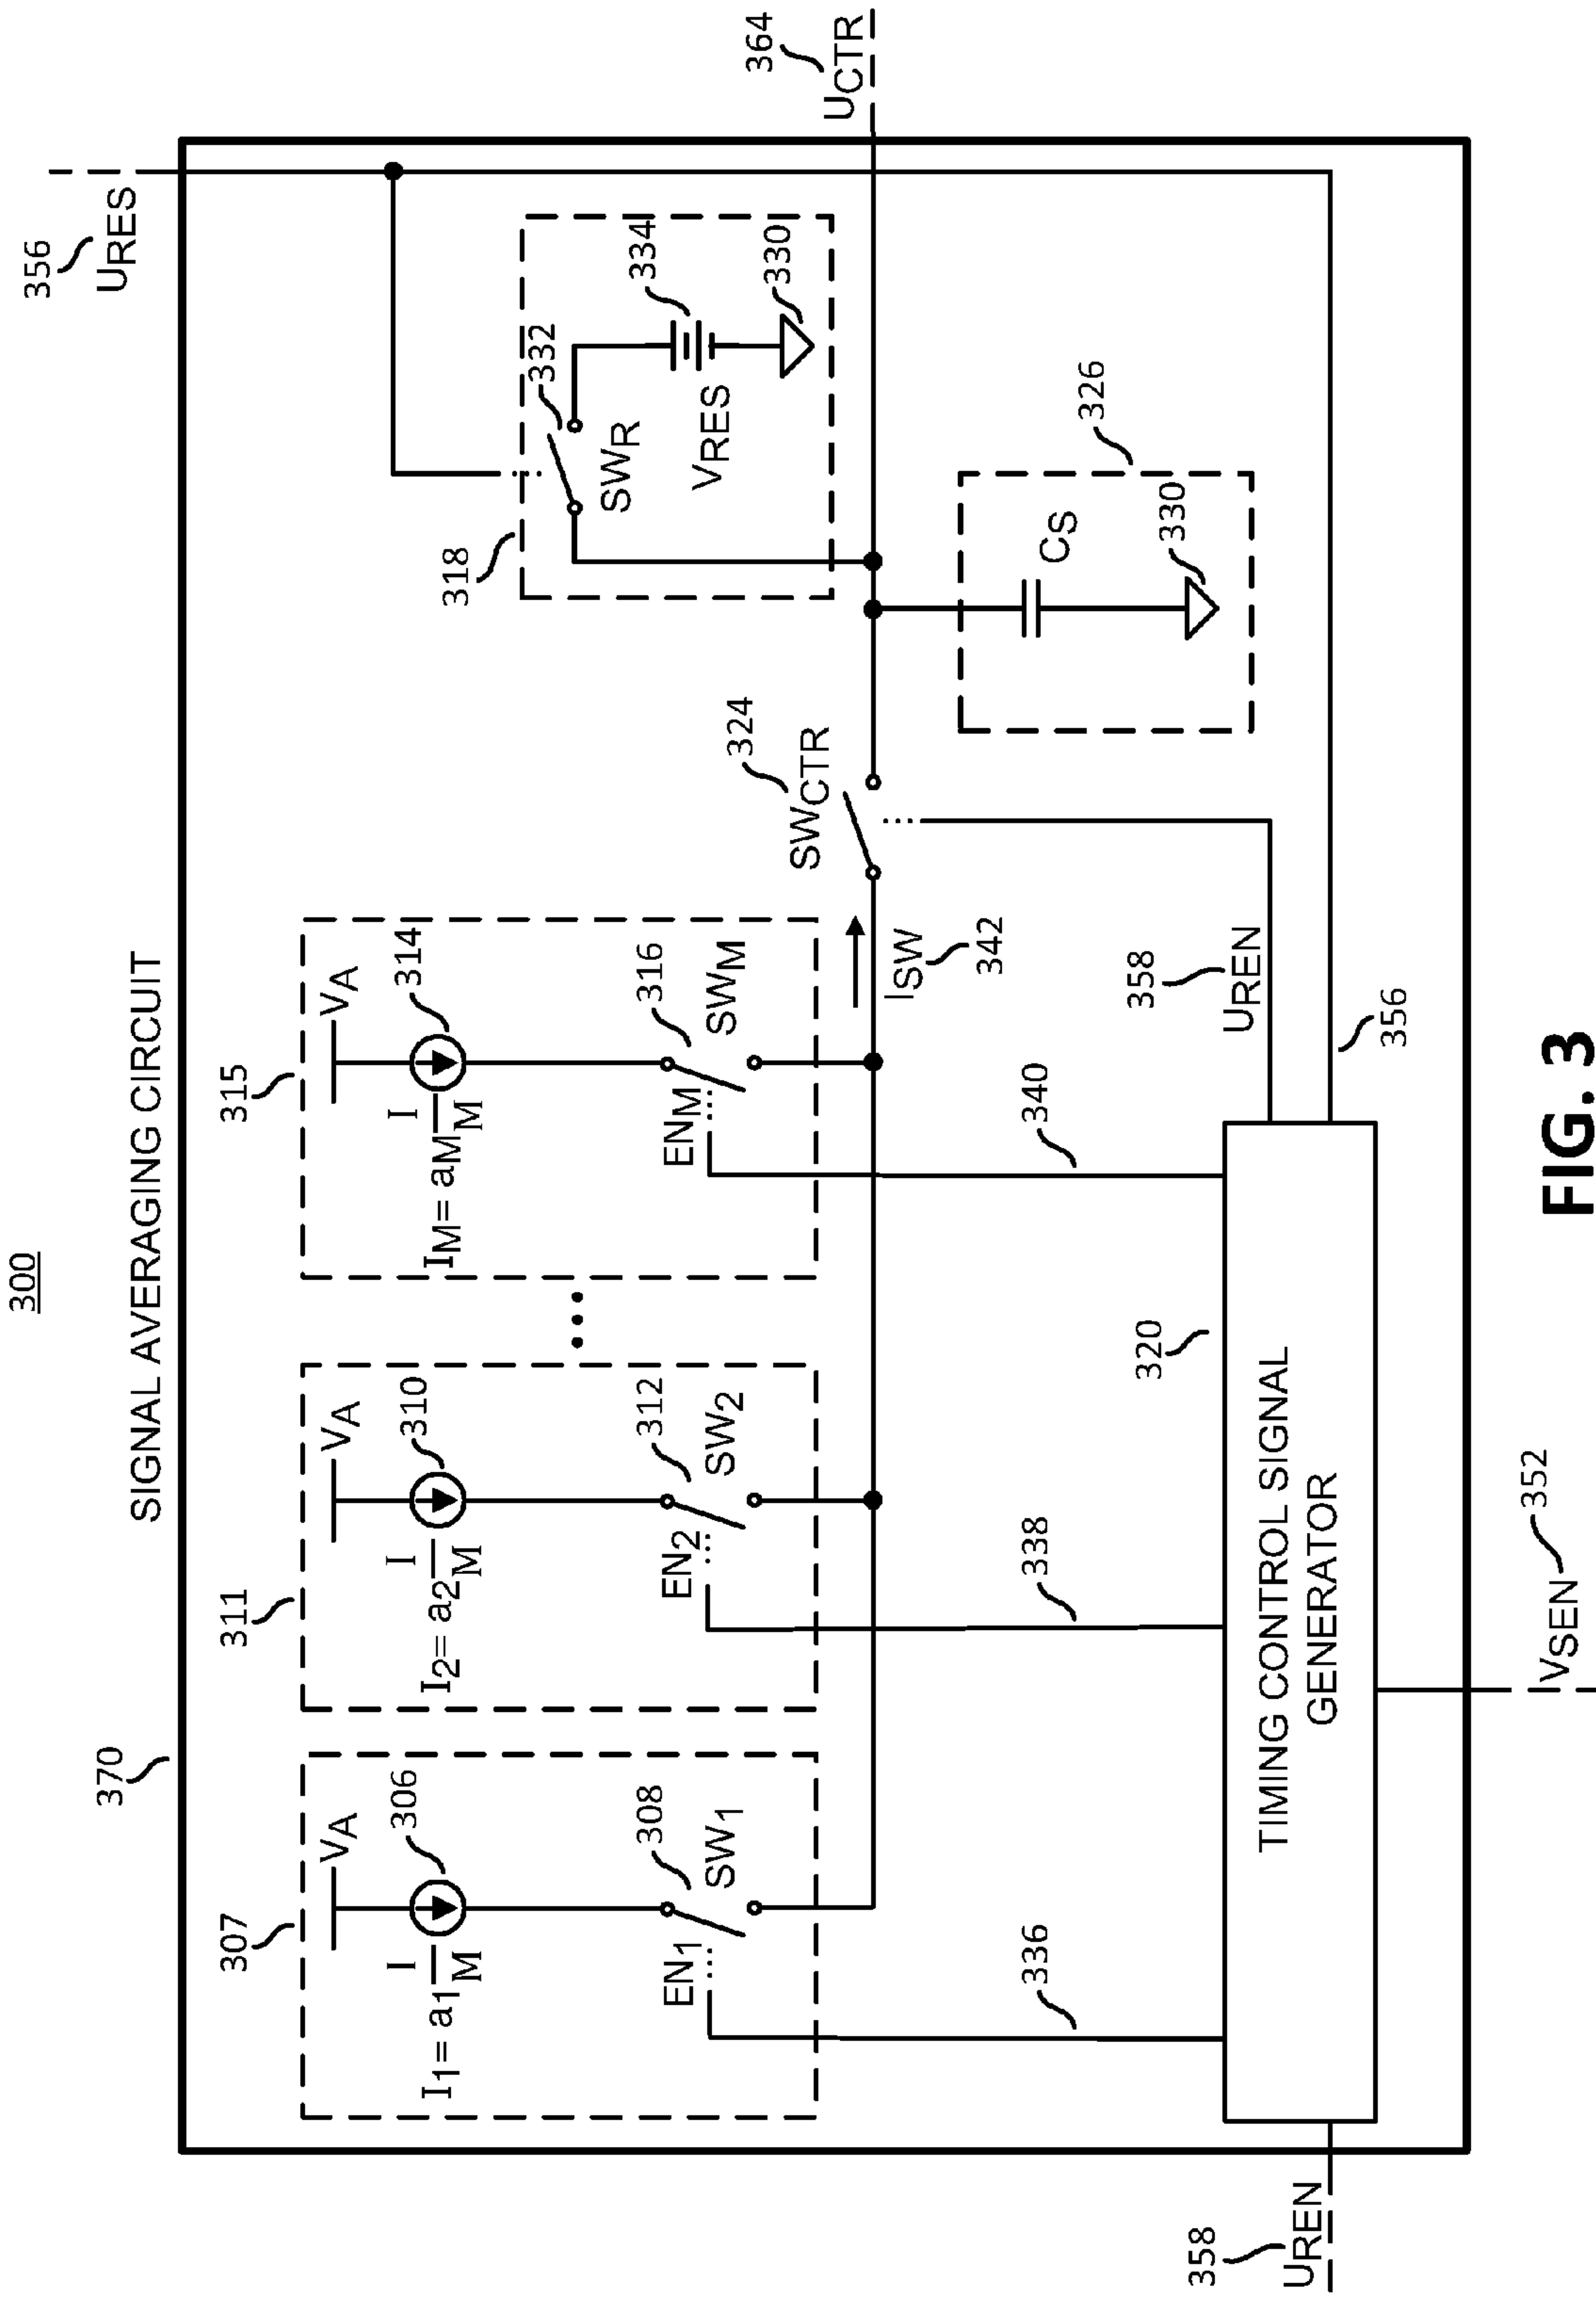 300
SIGNAL AVERAGING CIRCUIT
370
356
URES
307
VA
306
I1= a1 I/M
308
SW1
EN1
311
VA
310
I2= a2 I/M
312
SW2
EN2
...
315
VA
314
IM= aM I/M
316
SWM
ENM
318
332
SWR
334
VRES
330
364
UCTR
324
SWCTR
ISW
342
326
CS
330
336
338
340
358
UREN
356
320
TIMING CONTROL SIGNAL
GENERATOR
358
UREN
VSEN
352
FIG. 3